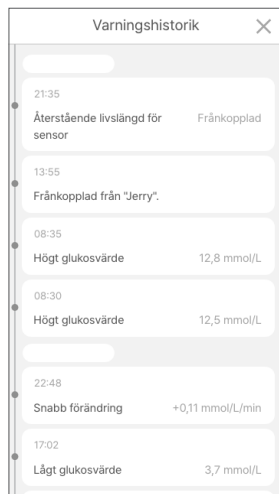 Varningshistorik
21:35
Återstående livslängd för Frånkopplad
sensor
13:55
Frånkopplad från "Jerry".
08:35
Högt glukosvärde 12,8 mmol/L
08:30
Högt glukosvärde 12,5 mmol/L
22:48
Snabb förändring +0,11 mmol/L/min
17:02
Lågt glukosvärde 3,7 mmol/L